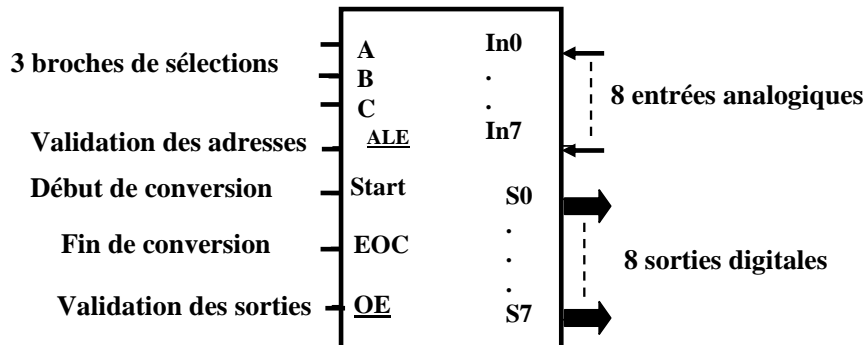 3 broches de sélections
Validation des adresses
Début de conversion
Fin de conversion
Validation des sorties
A
B
C
ALE
Start
EOC
OE
In0
.
.
In7
S0
.
.
.
S7
8 entrées analogiques
8 sorties digitales